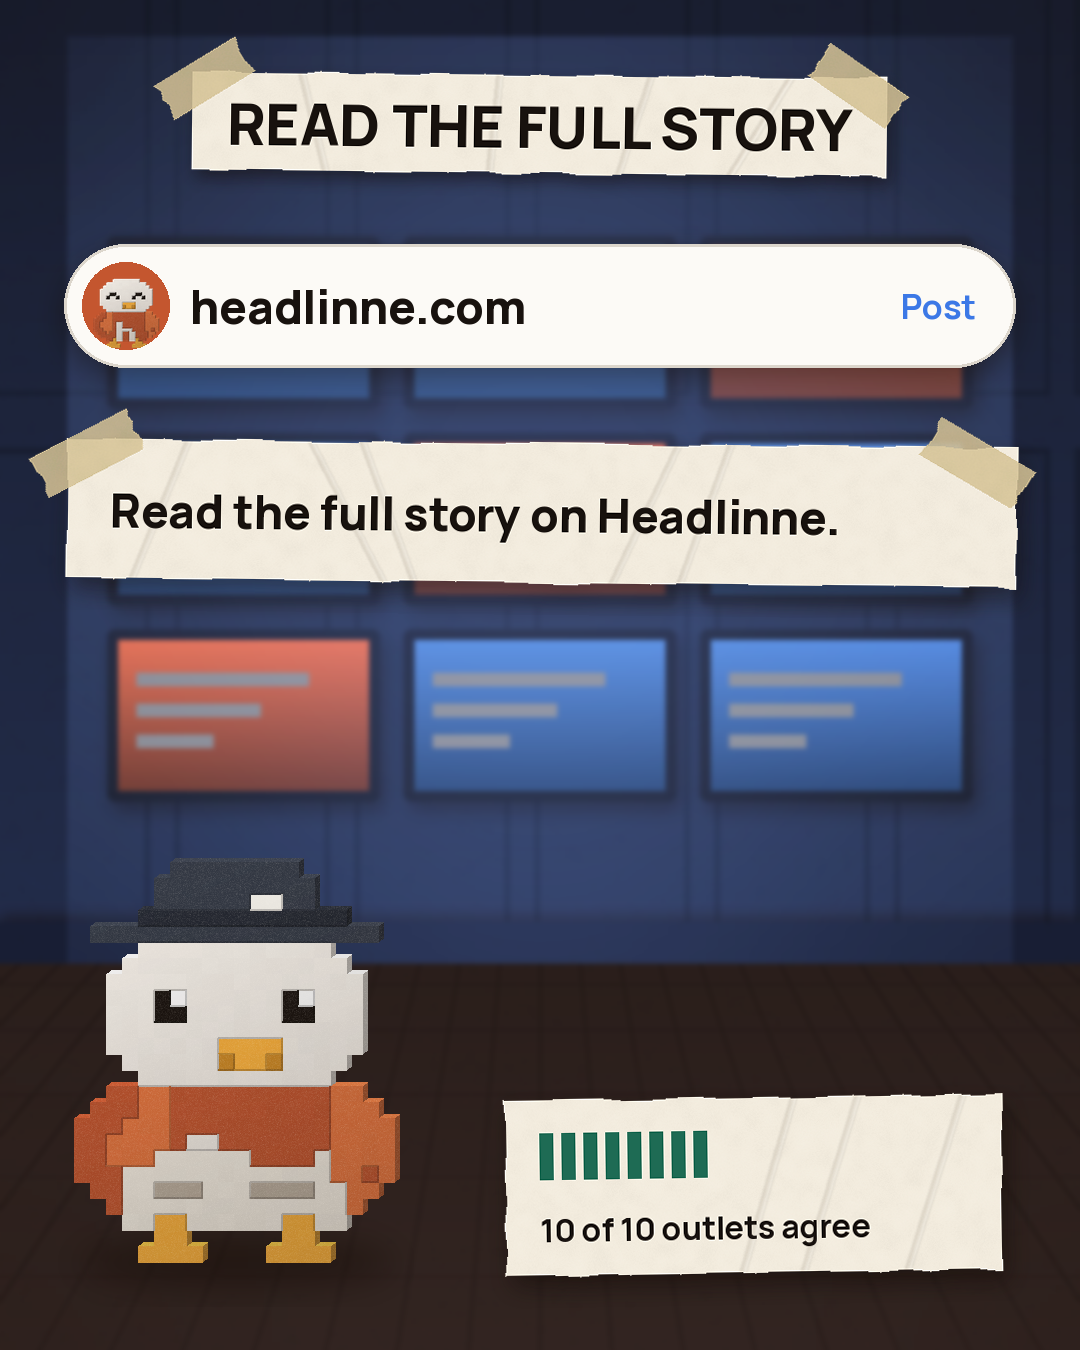 READ THE FULL STORY
h
headlinne.com
Post
Read the full story on Headlinne.
10 of 10 outlets agree